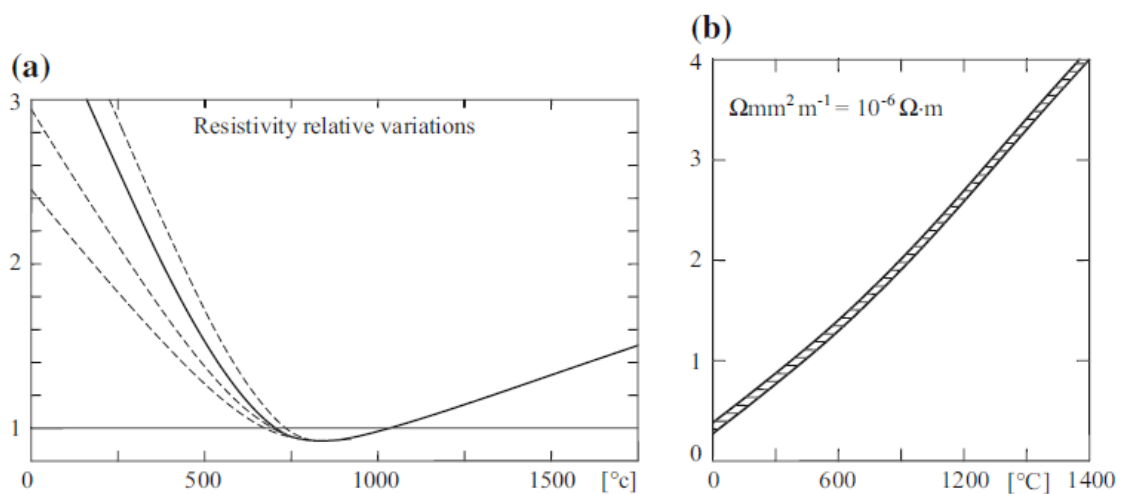 (a)
3
2
1
Resistivity relative variations
0 500 1000 1500 [°c]
(b)
4
3
2
1
0
Ωmm² m⁻¹ = 10⁻⁶ Ω·m
0 600 1200 [°C] 1400